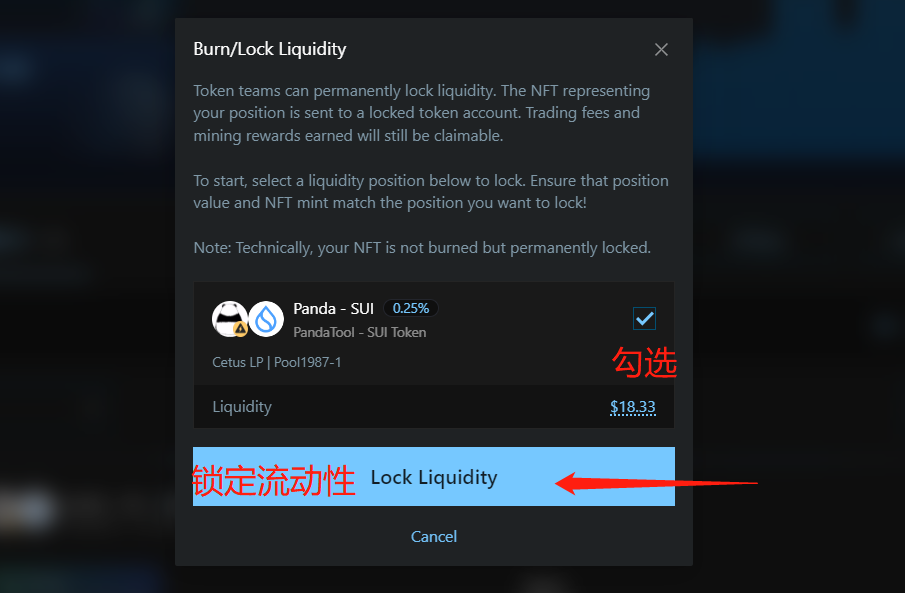 Burn/Lock Liquidity
Token teams can permanently lock liquidity. The NFT representing
your position is sent to a locked token account. Trading fees and
mining rewards earned will still be claimable.
To start, select a liquidity position below to lock. Ensure that position
value and NFT mint match the position you want to lock!
Note: Technically, your NFT is not burned but permanently locked.
Panda - SUI 0.25%
PandaTool - SUI Token
Cetus LP | Pool1987-1
勾选
Liquidity $18.33
锁定流动性 Lock Liquidity
Cancel